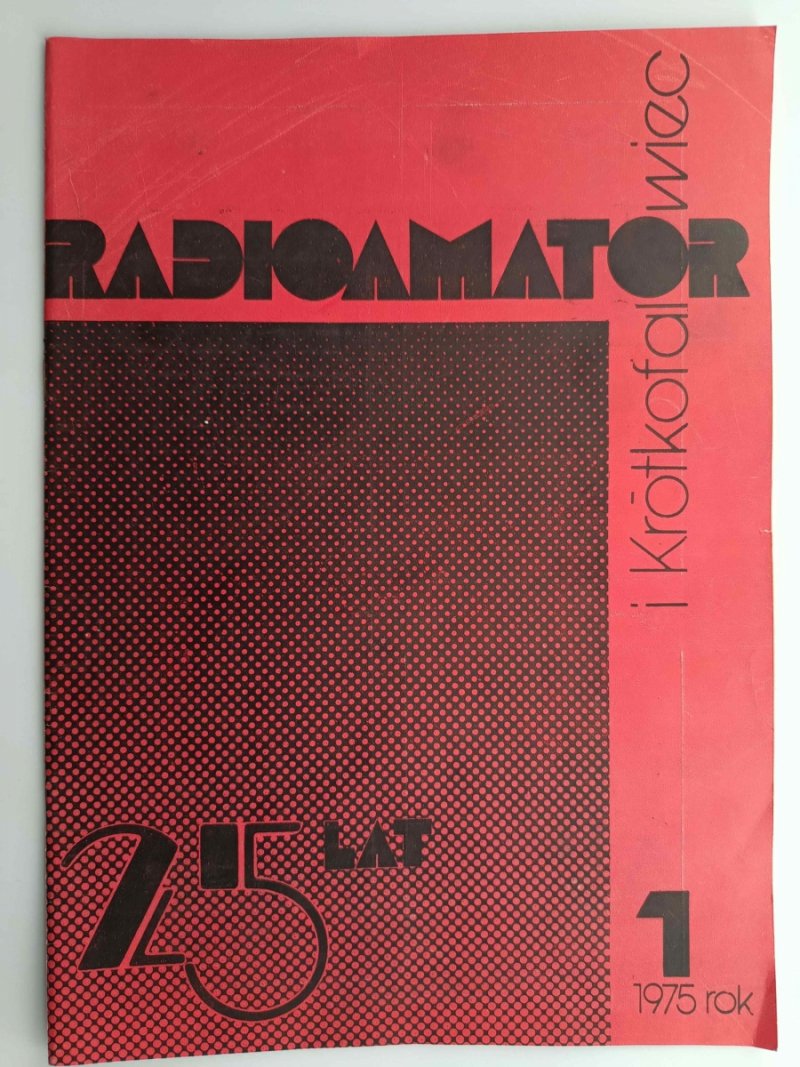 RADIOAMATOR
i Krótkofalowiec
25 LAT
1
1975 rok